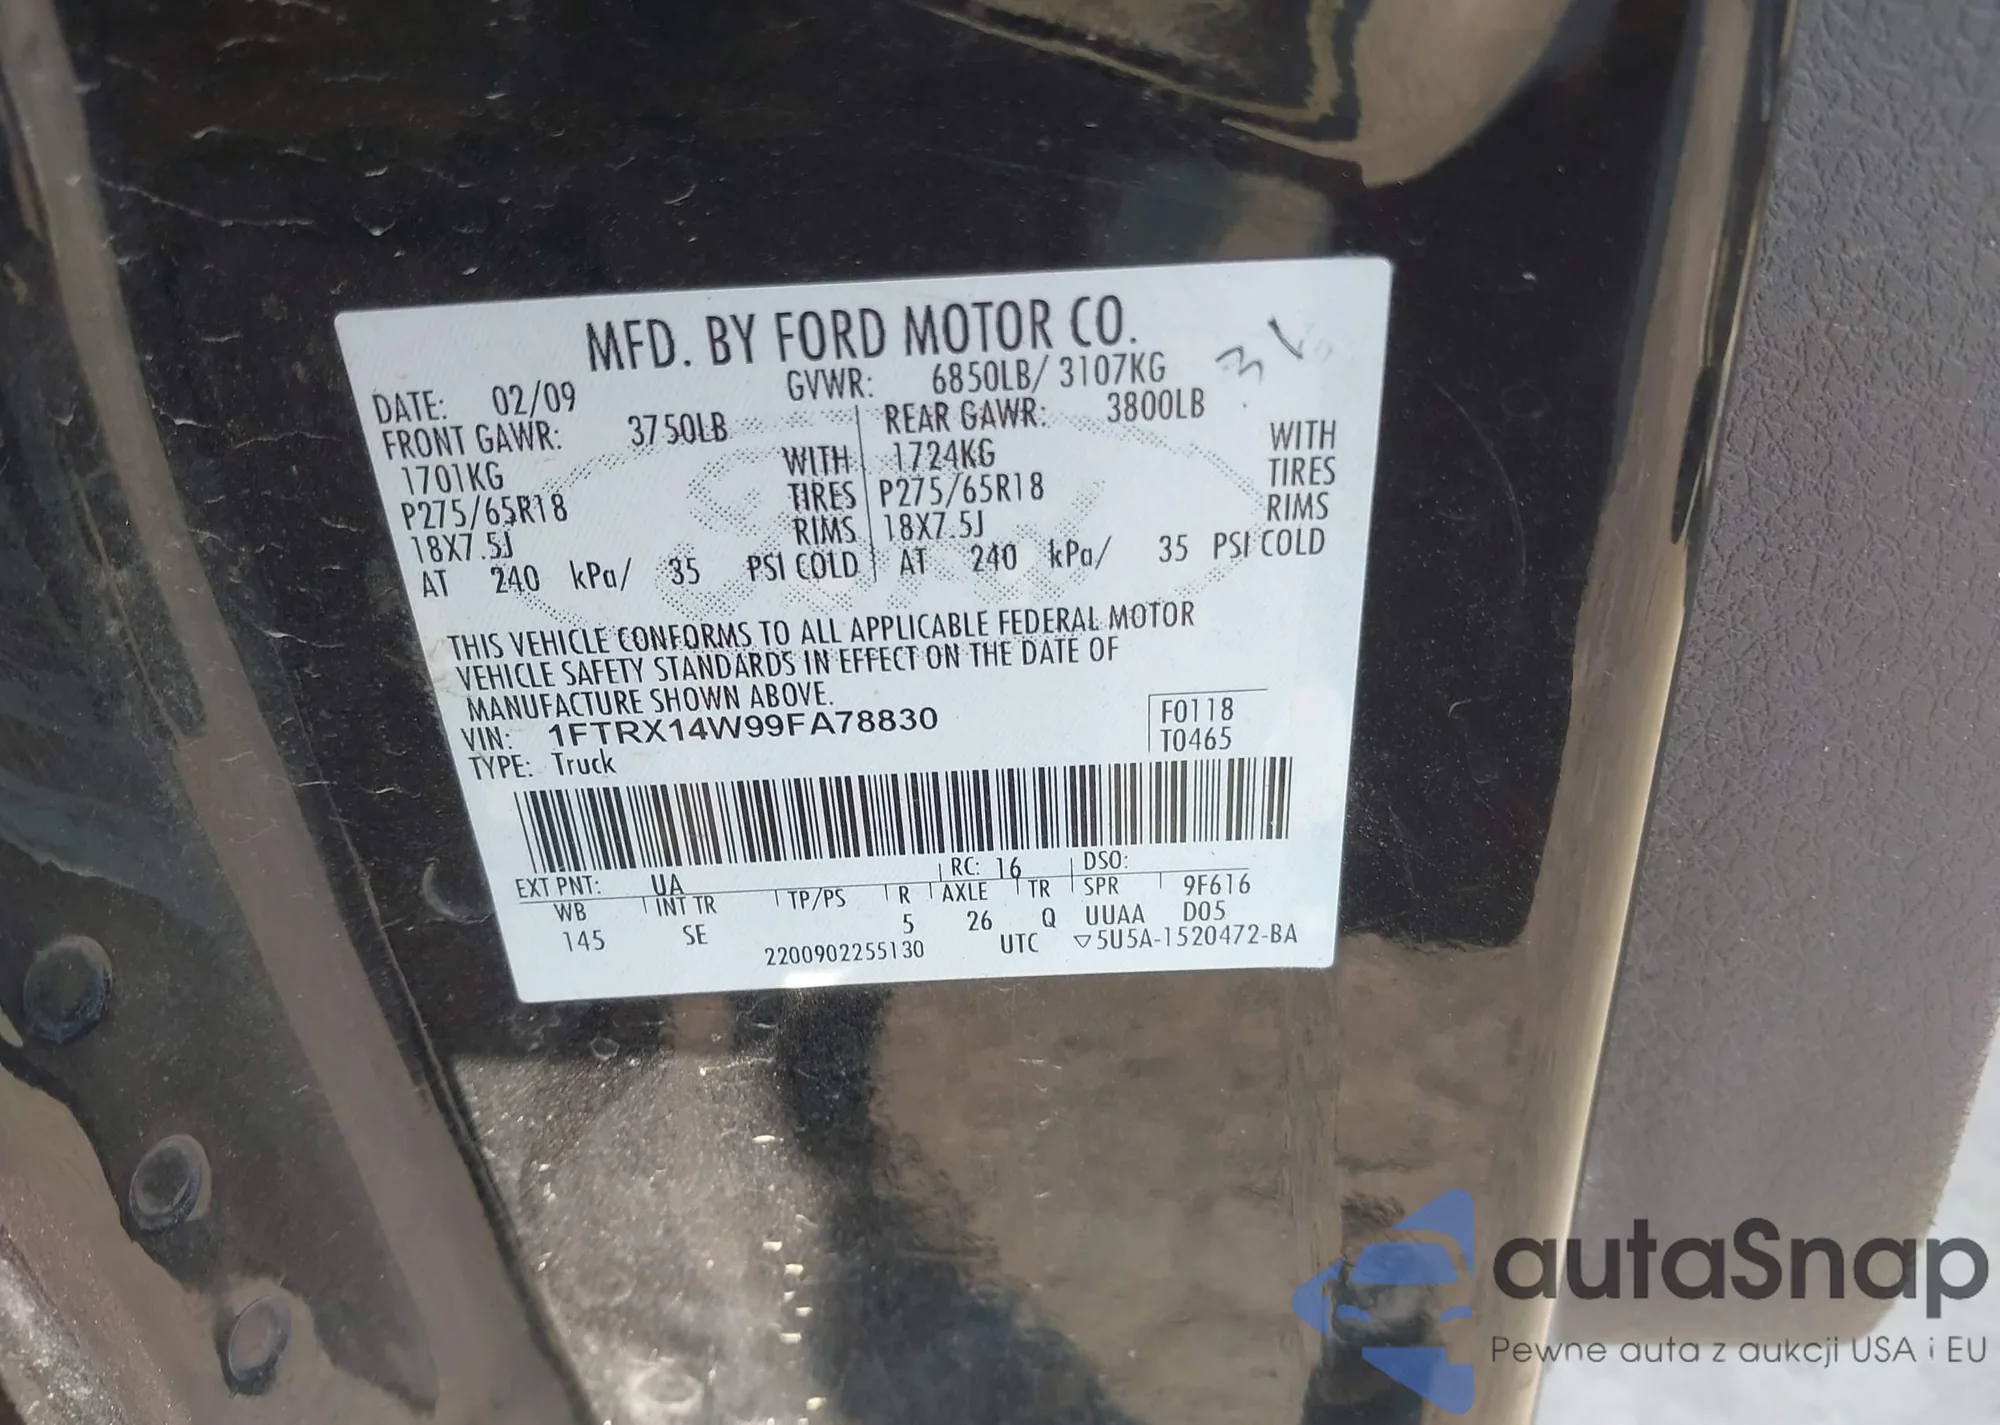 MFD. BY FORD MOTOR CO.
DATE: 02/09 GVWR: 6850LB/ 3107KG
31
FRONT GAWR: 3750LB REAR GAWR: 3800LB
1701KG WITH 1724KG WITH
P275/65R18 TIRES P275/65R18 TIRES
18X7.5J RIMS 18X7.5J RIMS
AT 240 kPa/ 35 PSI COLD AT 240 kPa/ 35 PSI COLD
THIS VEHICLE CONFORMS TO ALL APPLICABLE FEDERAL MOTOR
VEHICLE SAFETY STANDARDS IN EFFECT ON THE DATE OF
MANUFACTURE SHOWN ABOVE.
VIN: 1FTRX14W99FA78830 F0118
TYPE: Truck T0465
EXT PNT: UA RC: 16 DSO:
WB INT TR TP/PS R AXLE TR SPR 9F616
145 SE 5 26 Q UUAA D05
2200902255130 UTC ▽5U5A-1520472-BA
autaSnap
Pewne auta z aukcji USA i EU